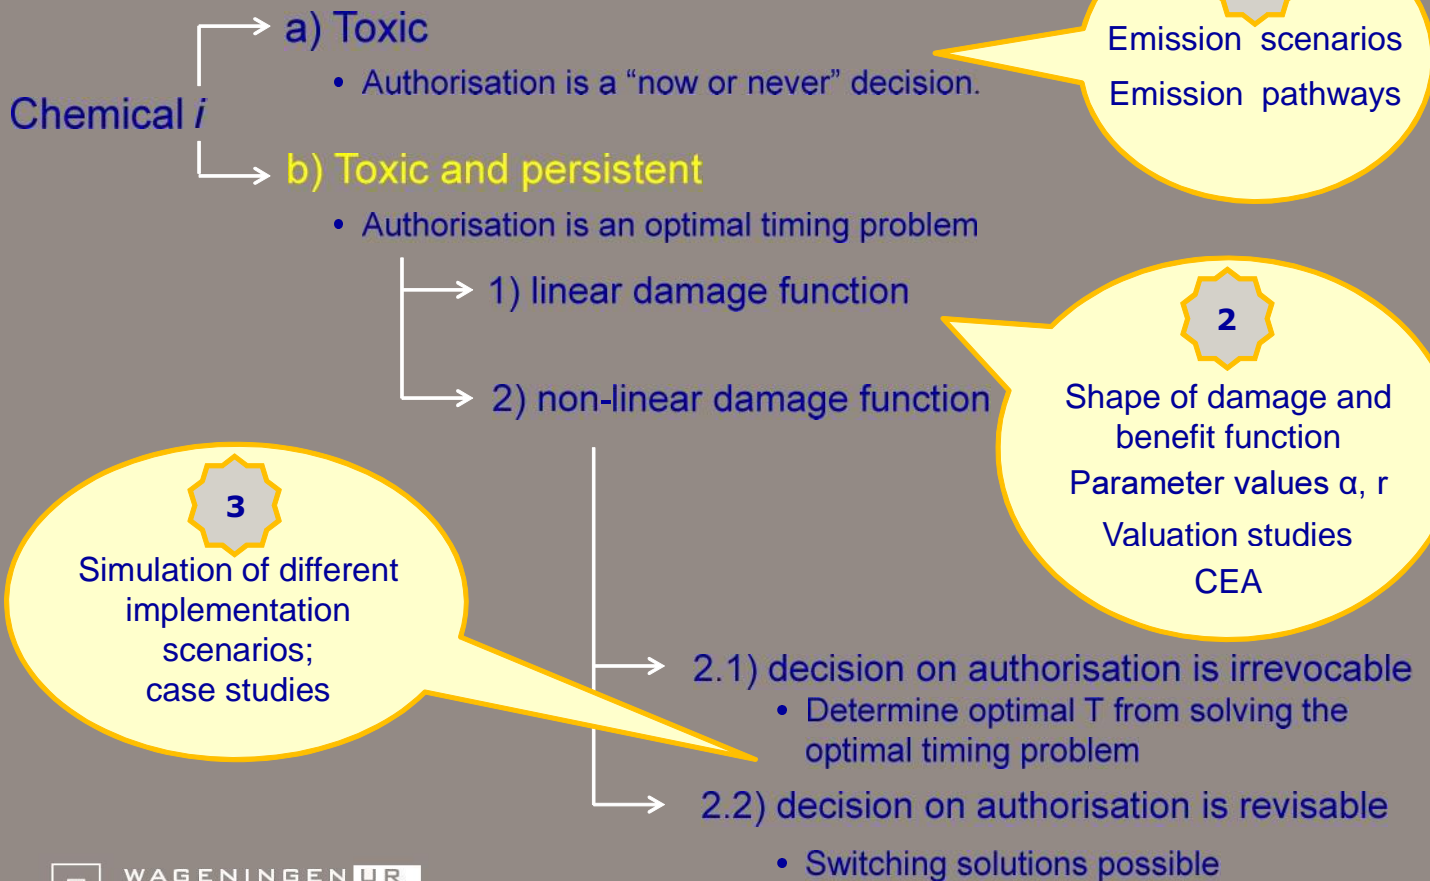 a) Toxic
• Authorisation is a “now or never” decision.
Chemical i
b) Toxic and persistent
• Authorisation is an optimal timing problem
1) linear damage function
2) non-linear damage function
Emission scenarios
Emission pathways
2
Shape of damage and
benefit function
Parameter values α, r
Valuation studies
CEA
3
Simulation of different
implementation
scenarios;
case studies
2.1) decision on authorisation is irrevocable
• Determine optimal T from solving the
optimal timing problem
2.2) decision on authorisation is revisable
• Switching solutions possible
WAGENINGEN UR